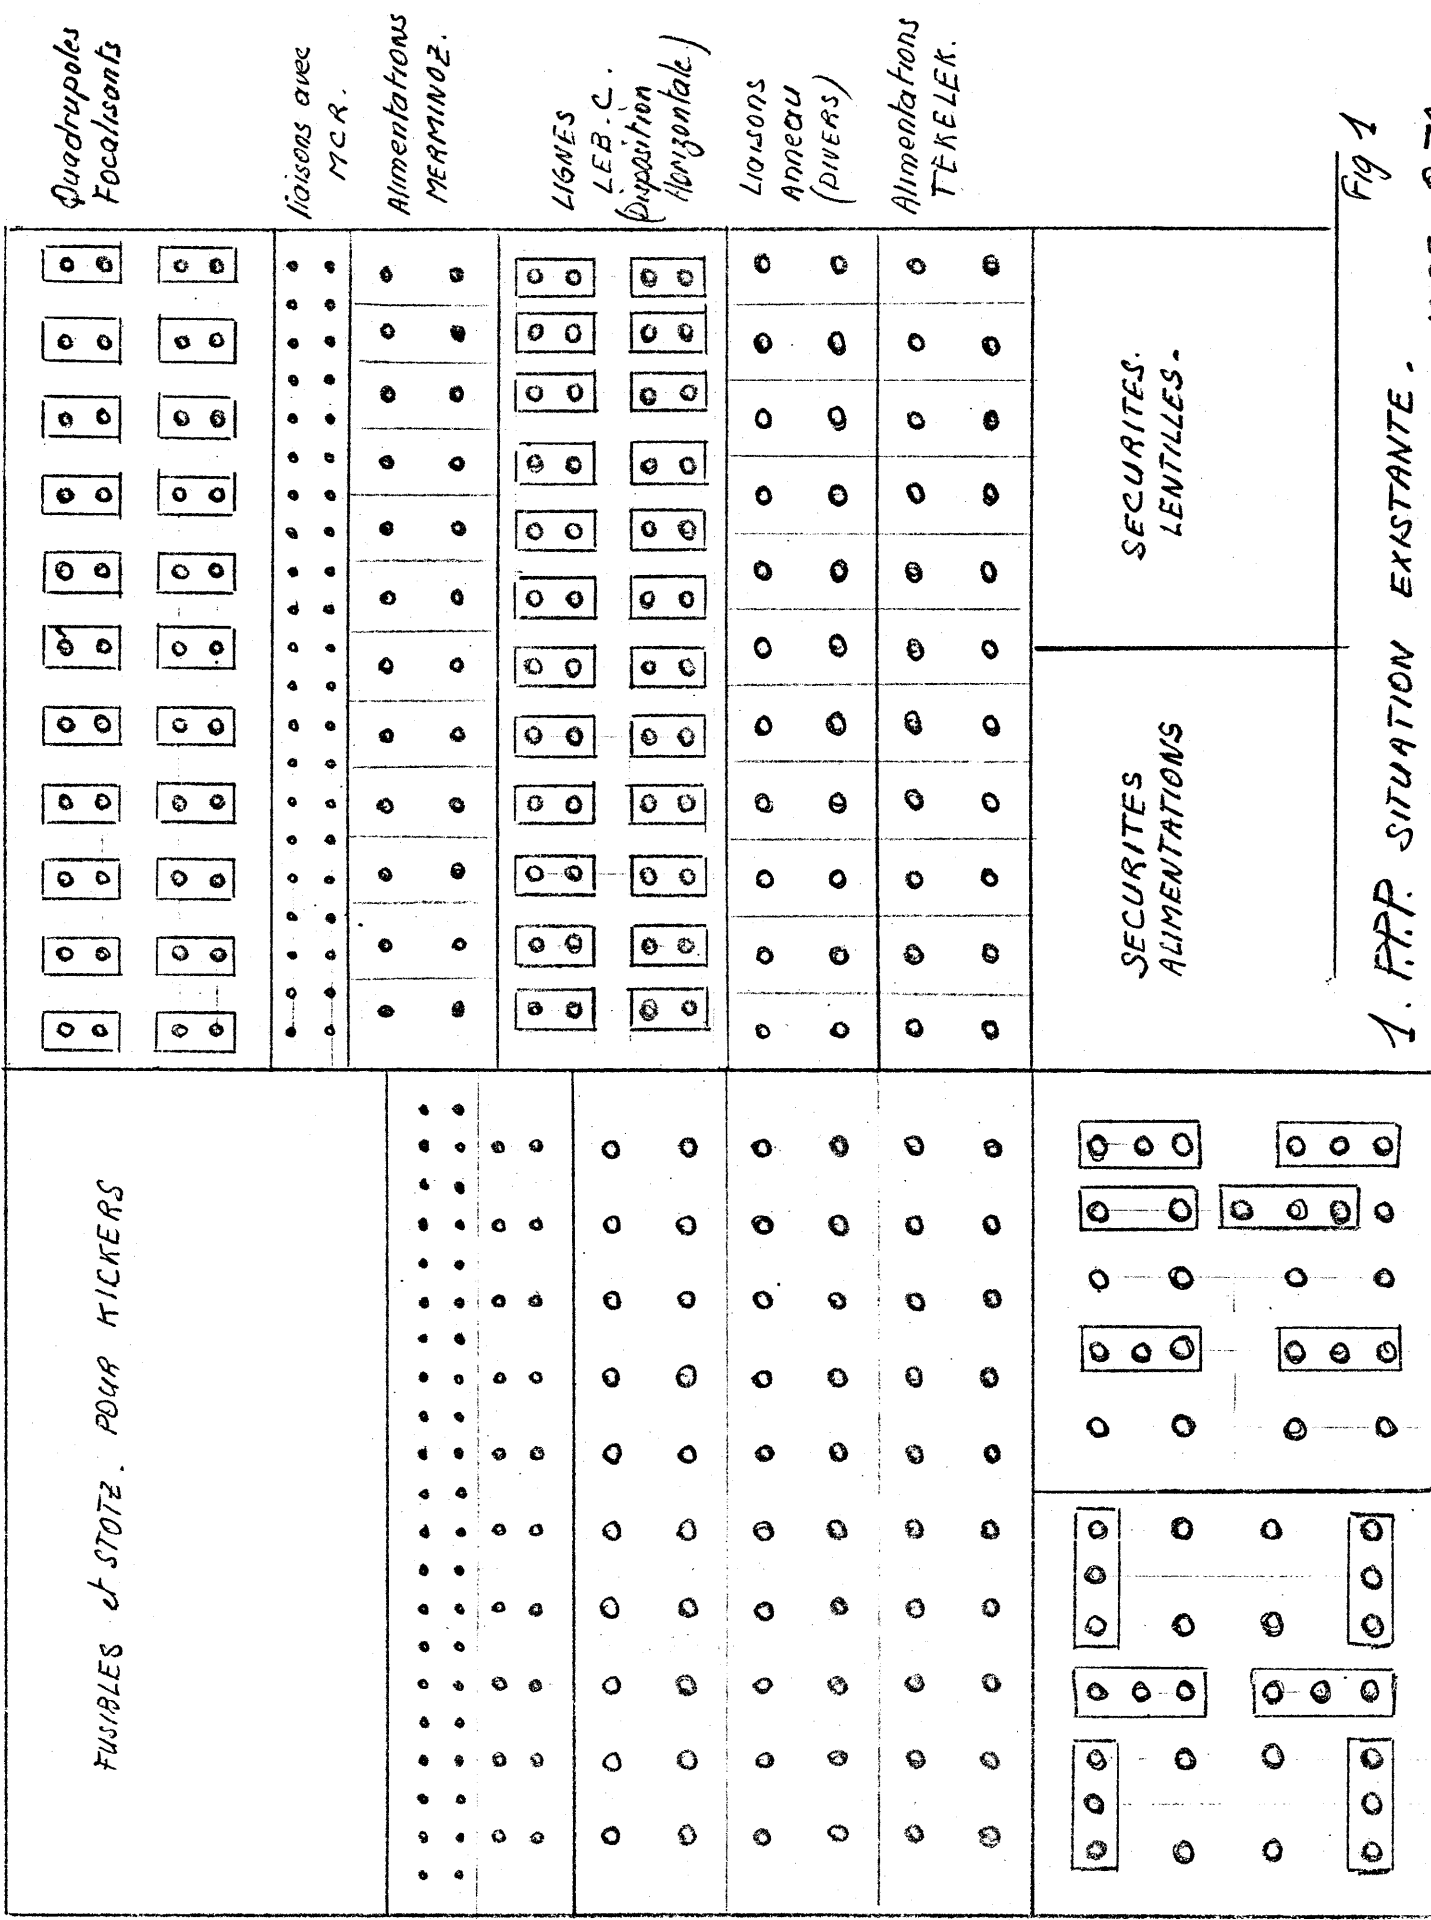 Quadrupoles
Focalisants
liaisons avec
MCR.
Alimentations
MERMINOZ.
LIGNES
LEB.C.
(Disposition
Horizontale)
LIAISONS
Anneau
(DIVERS)
Alimentations
TEKELEK.
SECURITES
ALIMENTATIONS
SECURITES.
LENTILLES.
FUSIBLES et STOTZ. POUR KICKERS
Fig 1
1. P.P.P. SITUATION EXISTANTE.